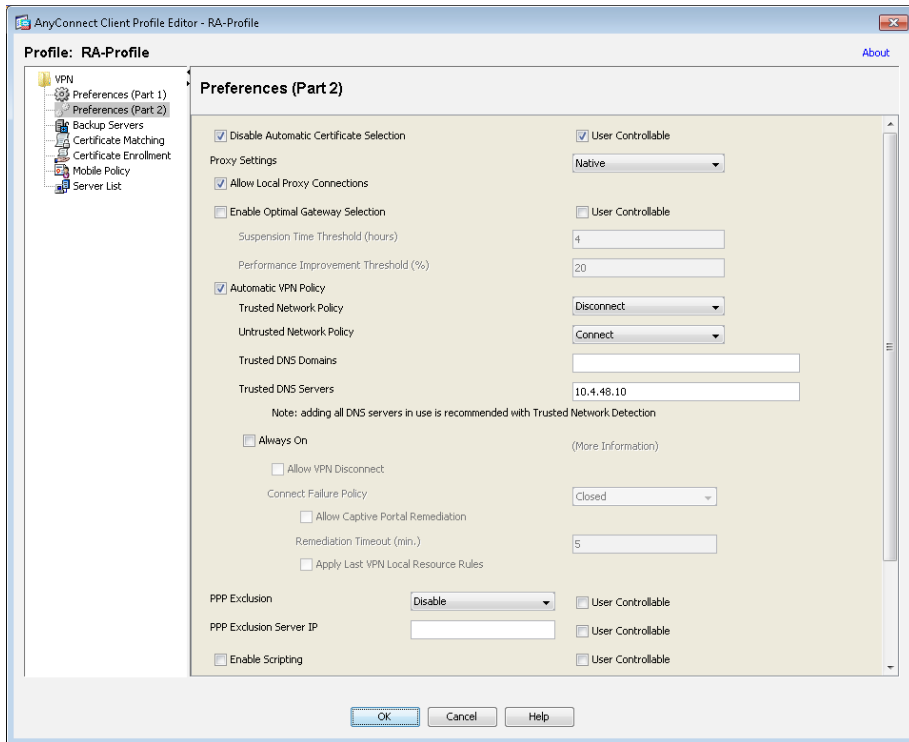 AnyConnect Client Profile Editor - RA-Profile
Profile: RA-Profile
About
VPN
Preferences (Part 1)
Preferences (Part 2)
Backup Servers
Certificate Matching
Certificate Enrollment
Mobile Policy
Server List
Preferences (Part 2)
Disable Automatic Certificate Selection
User Controllable
Proxy Settings
Native
Allow Local Proxy Connections
Enable Optimal Gateway Selection
User Controllable
Suspension Time Threshold (hours)
4
Performance Improvement Threshold (%)
20
Automatic VPN Policy
Trusted Network Policy
Disconnect
Untrusted Network Policy
Connect
Trusted DNS Domains
Trusted DNS Servers
10.4.48.10
Note: adding all DNS servers in use is recommended with Trusted Network Detection
Always On
(More Information)
Allow VPN Disconnect
Connect Failure Policy
Closed
Allow Captive Portal Remediation
Remediation Timeout (min.)
5
Apply Last VPN Local Resource Rules
PPP Exclusion
Disable
User Controllable
PPP Exclusion Server IP
User Controllable
Enable Scripting
User Controllable
OK
Cancel
Help